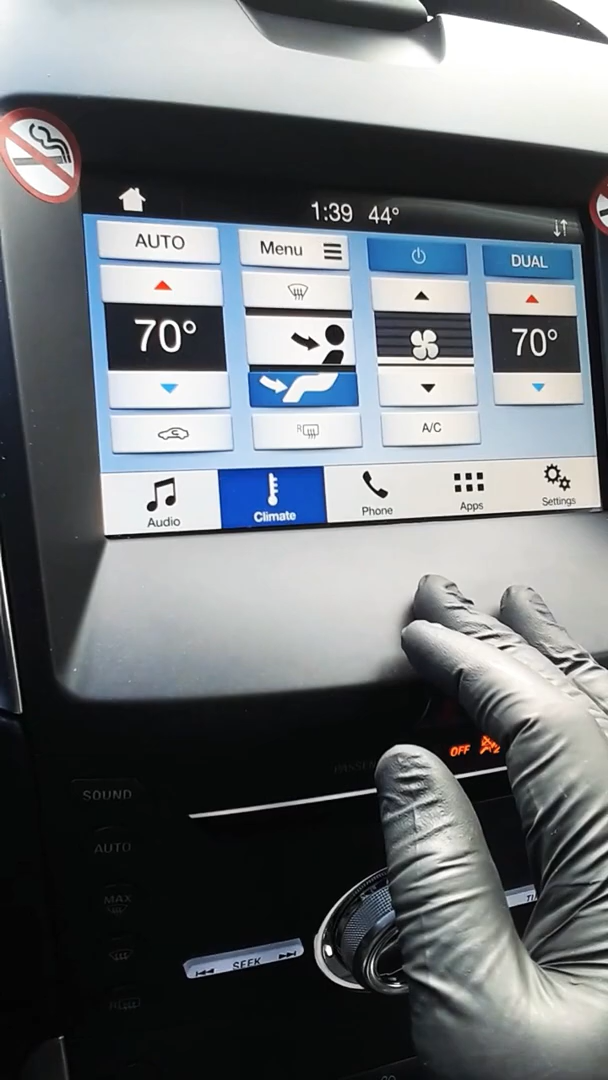 1:39 44°
AUTO
Menu
DUAL
70°
70°
R
A/C
Audio
Climate
Phone
Apps
Settings
OFF
SOUND
AUTO
MAX
SEEK
R